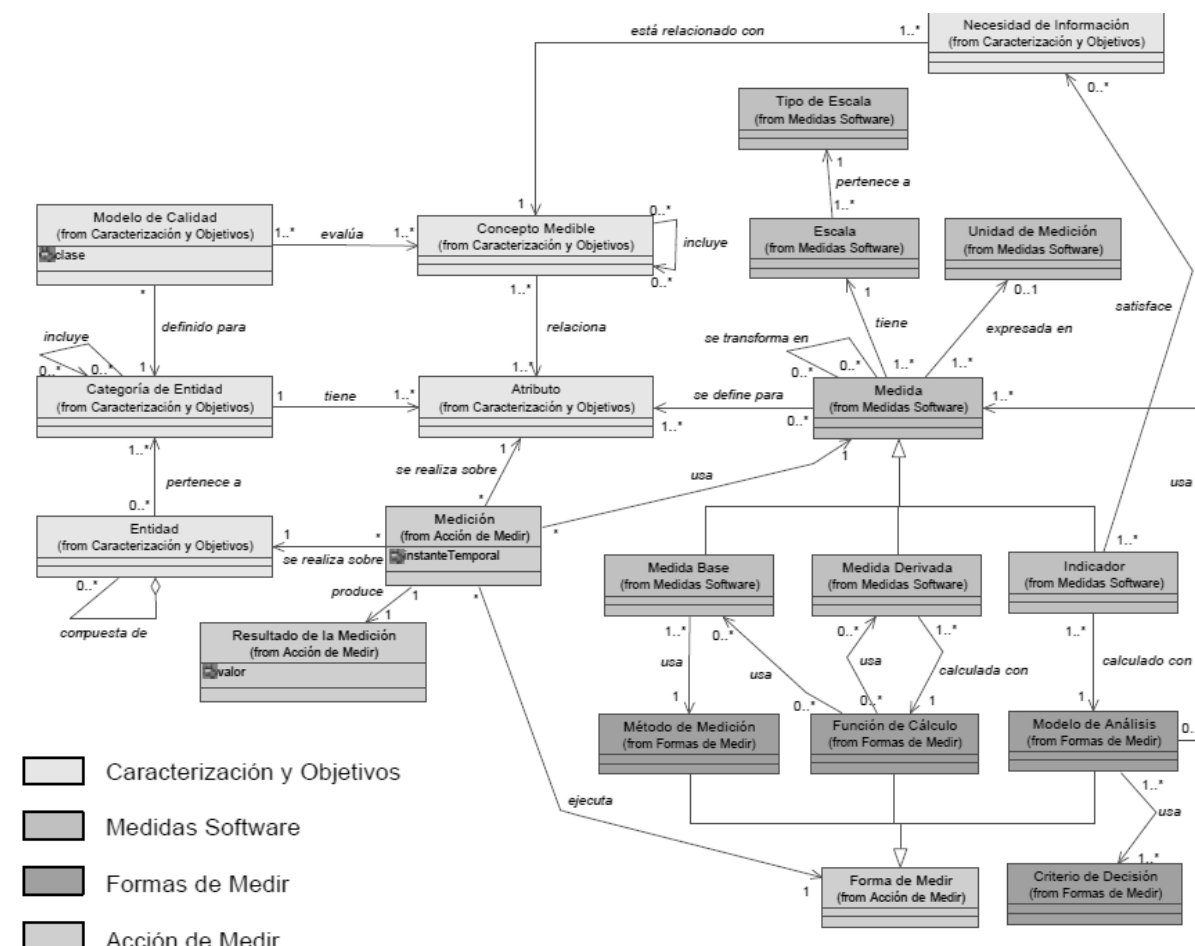 está relacionado con
1..*
Necesidad de Información
(from Caracterización y Objetivos)
0..*
Tipo de Escala
(from Medidas Software)
1
pertenece a
1..*
Modelo de Calidad
(from Caracterización y Objetivos)
clase
1..*
evalúa
1..*
1
Concepto Medible
(from Caracterización y Objetivos)
0..*
incluye
0..*
Escala
(from Medidas Software)
Unidad de Medición
(from Medidas Software)
*
definido para
1
1..*
relaciona
1..*
1
tiene
1..*
0..1
expresada en
1..*
satisface
incluye
0..*
0..*
se transforma en
0..*
0..*
Categoría de Entidad
(from Caracterización y Objetivos)
1
tiene
1..*
Atributo
(from Caracterización y Objetivos)
se define para
1..*
0..*
Medida
(from Medidas Software)
1..*
1..*
pertenece a
0..*
1
se realiza sobre
*
usa
1
*
usa
Entidad
(from Caracterización y Objetivos)
1
*
se realiza sobre
Medición
(from Acción de Medir)
instanteTemporal
0..*
compuesta de
produce
1
1
*
Medida Base
(from Medidas Software)
Medida Derivada
(from Medidas Software)
1..*
Indicador
(from Medidas Software)
Resultado de la Medición
(from Acción de Medir)
valor
1..*
usa
1
0..*
usa
0..*
0..*
usa
0..*
1..*
calculada con
1
1..*
calculado con
1
Método de Medición
(from Formas de Medir)
Función de Cálculo
(from Formas de Medir)
Modelo de Análisis
(from Formas de Medir)
Caracterización y Objetivos
Medidas Software
Formas de Medir
Acción de Medir
ejecuta
1
1..*
usa
1..*
Forma de Medir
(from Acción de Medir)
Criterio de Decisión
(from Formas de Medir)